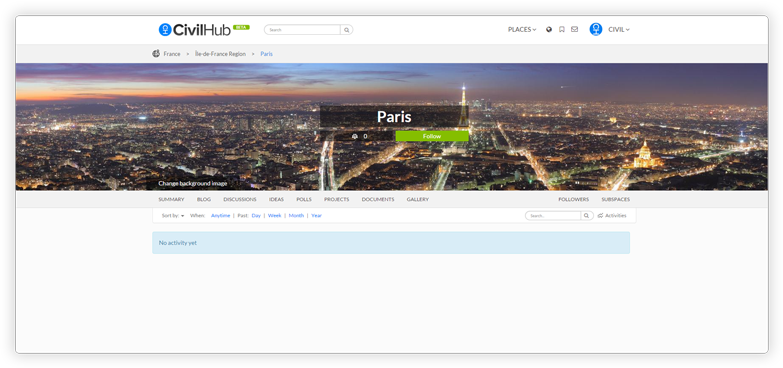 CivilHub BETA Search PLACES CIVIL
France > Île-de-France Region > Paris
Paris
0 Follow
Change background image
SUMMARY BLOG DISCUSSIONS IDEAS POLLS PROJECTS DOCUMENTS GALLERY FOLLOWERS SUBSPACES
Sort by: When: Anytime | Past: Day | Week | Month | Year Search Activities
No activity yet